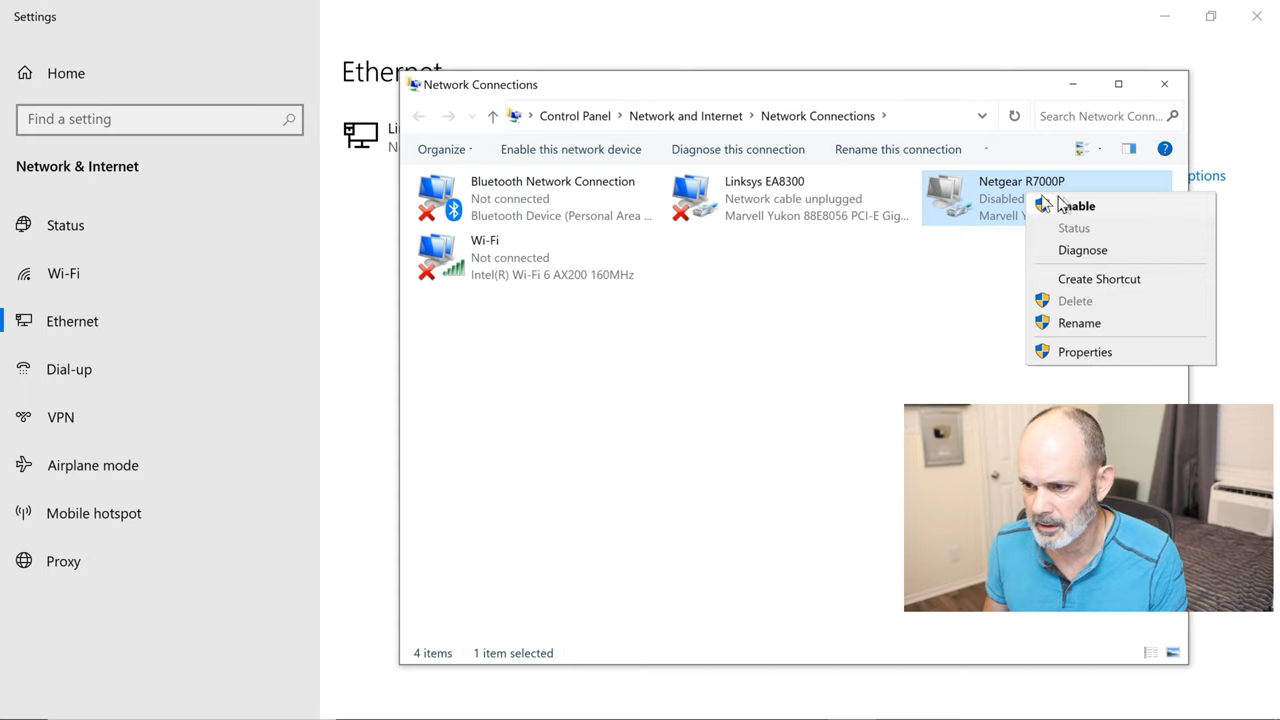 Settings
Home
Find a setting
Network & Internet
Status
Wi-Fi
Ethernet
Dial-up
VPN
Airplane mode
Mobile hotspot
Proxy
Network Connections
Control Panel > Network and Internet > Network Connections >
Search Network Conn...
Organize
Enable this network device
Diagnose this connection
Rename this connection
Bluetooth Network Connection
Not connected
Bluetooth Device (Personal Area ...
Linksys EA8300
Network cable unplugged
Marvell Yukon 88E8056 PCI-E Gig...
Netgear R7000P
Disabled
Marvell
Wi-Fi
Not connected
Intel(R) Wi-Fi 6 AX200 160MHz
Status
Diagnose
Create Shortcut
Delete
Rename
Properties
4 items
1 item selected